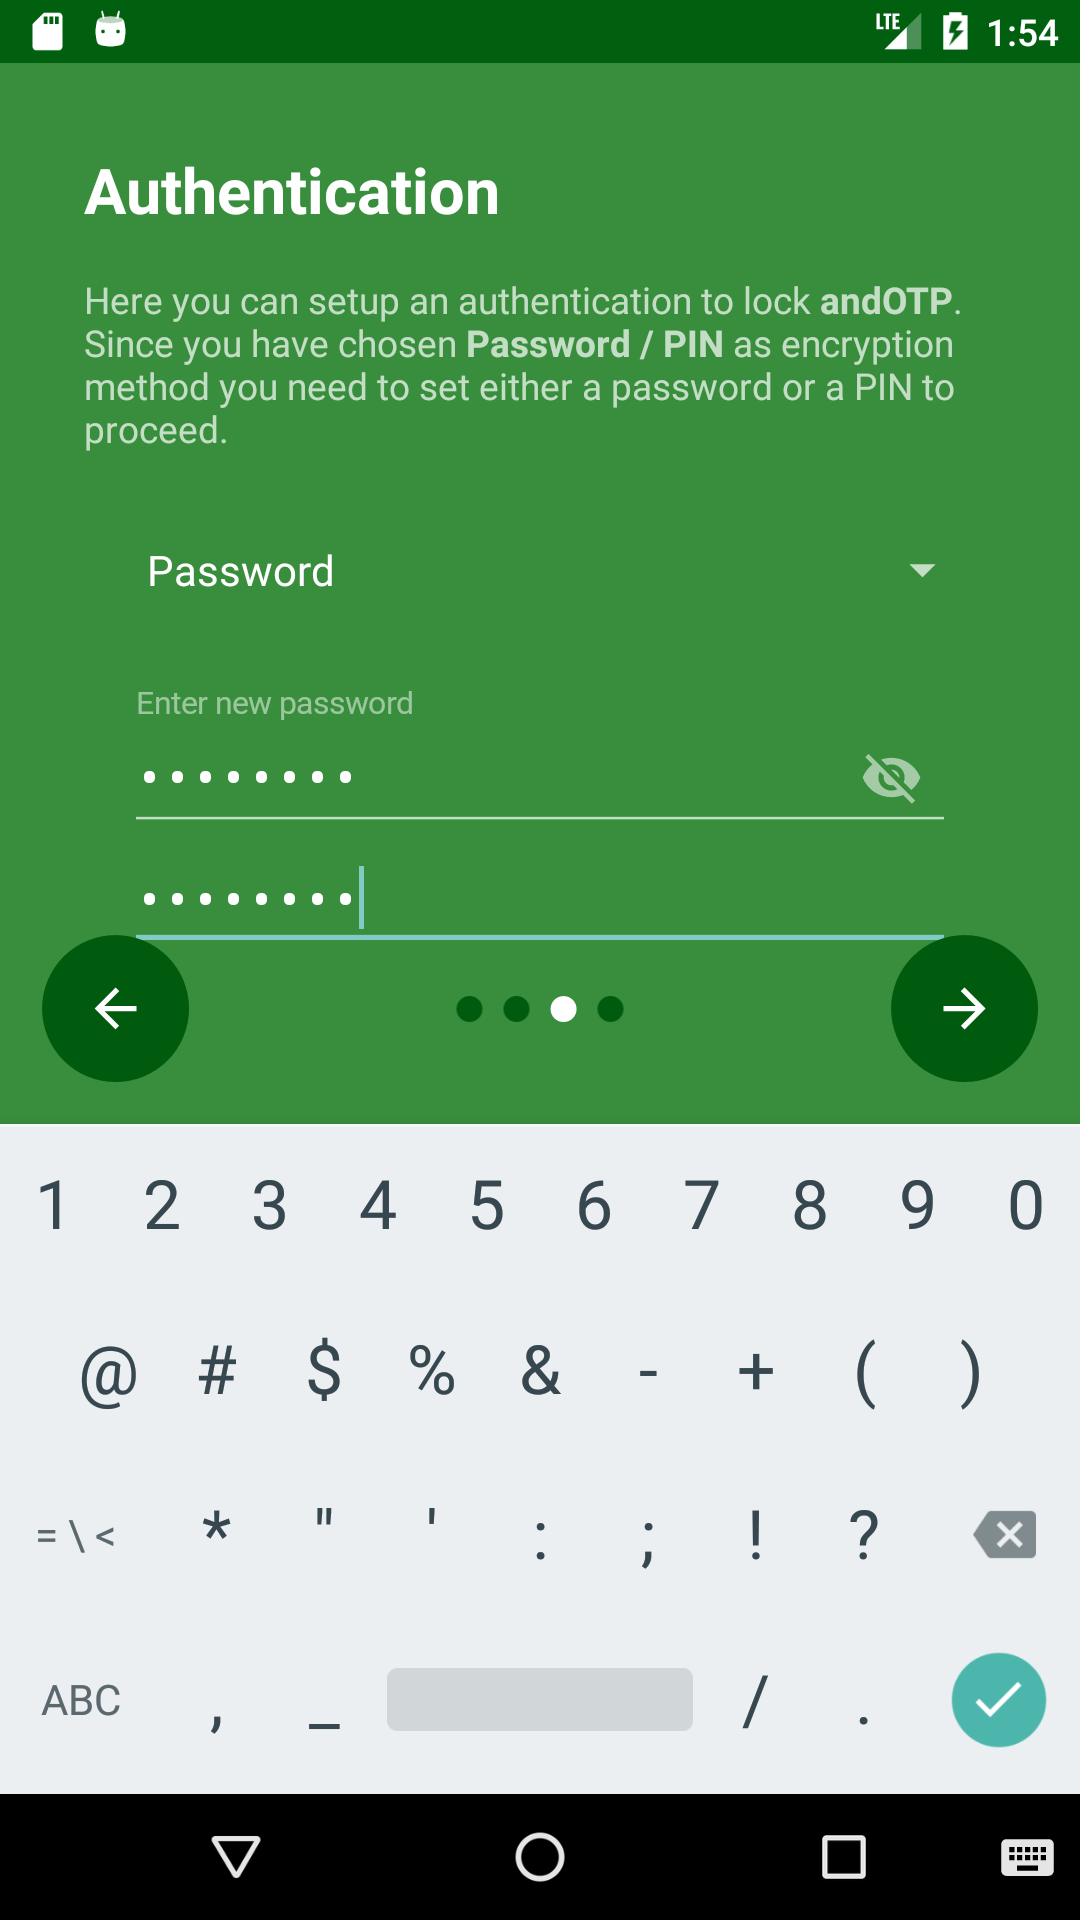 LTE 1:54
Authentication
Here you can setup an authentication to lock andOTP.
Since you have chosen Password / PIN as encryption
method you need to set either a password or a PIN to
proceed.
Password
Enter new password
••••••••
••••••••
1 2 3 4 5 6 7 8 9 0
@ # $ % & - + ( )
= \ < * " ' : ; ! ?
ABC , _ / .